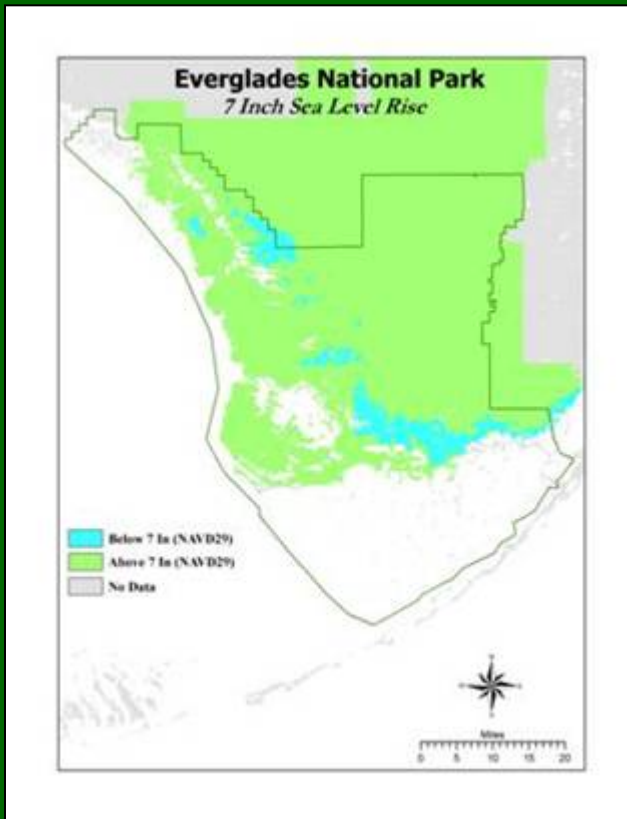 Everglades National Park
7 Inch Sea Level Rise
Below 7 In (NAVD29)
Above 7 In (NAVD29)
No Data
Miles
0 5 10 15 20